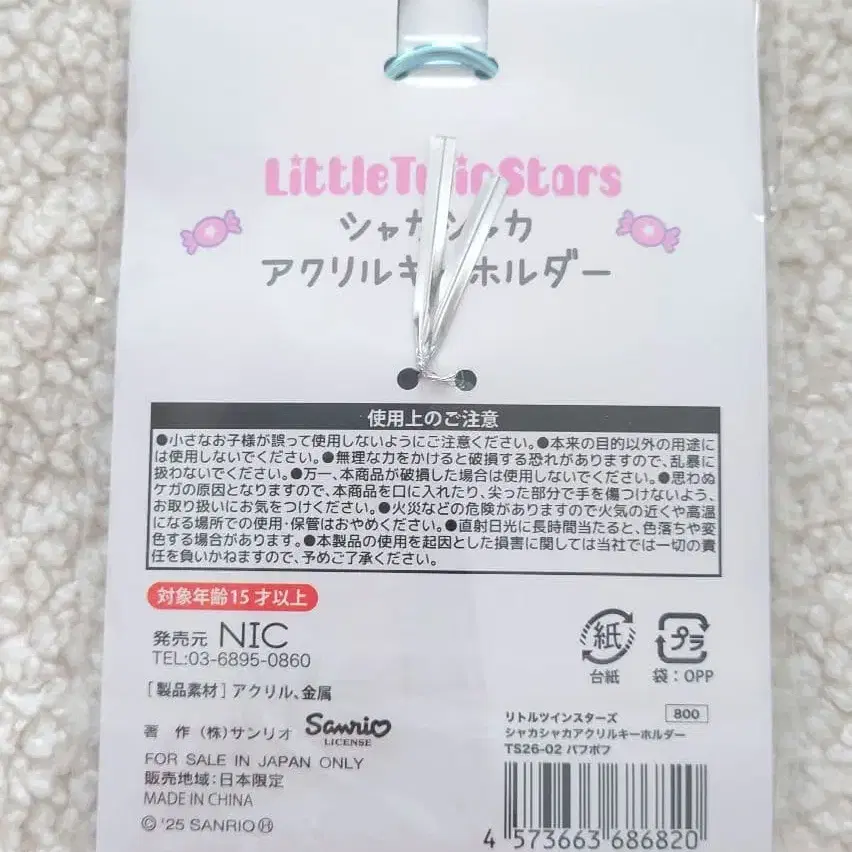 LittleTwinStars
シャカシャカ
アクリルキーホルダー
使用上のご注意
●小さなお子様が誤って使用しないようにご注意ください。●本来の目的以外の用途に
は使用しないでください。●無理な力をかけると破損する恐れがありますので、乱暴に
扱わないでください。●万一、本商品が破損した場合は使用しないでください。●思わぬ
ケガの原因となりますので、本商品を口に入れたり、尖った部分で手を傷つけないよう、
お取り扱いにお気をつけください。●火災などの危険がありますので火気の近くや高温
になる場所での使用・保管はおやめください。●直射日光に長時間当たると、色落ちや変
色する場合があります。●本製品の使用を起因とした損害に関しては当社では一切の責
任を負いかねますので、予めご了承ください。
対象年齢15才以上
発売元 NIC
TEL:03-6895-0860
[製品素材] アクリル、金属
紙
台紙
プラ
袋：OPP
著 作 (株)サンリオ Sanrio
LICENSE
FOR SALE IN JAPAN ONLY
販売地域：日本限定
MADE IN CHINA
© '25 SANRIO Ⓗ
リトルツインスターズ 800
シャカシャカアクリルキーホルダー
TS26-02 パフポフ
4 573663 686820